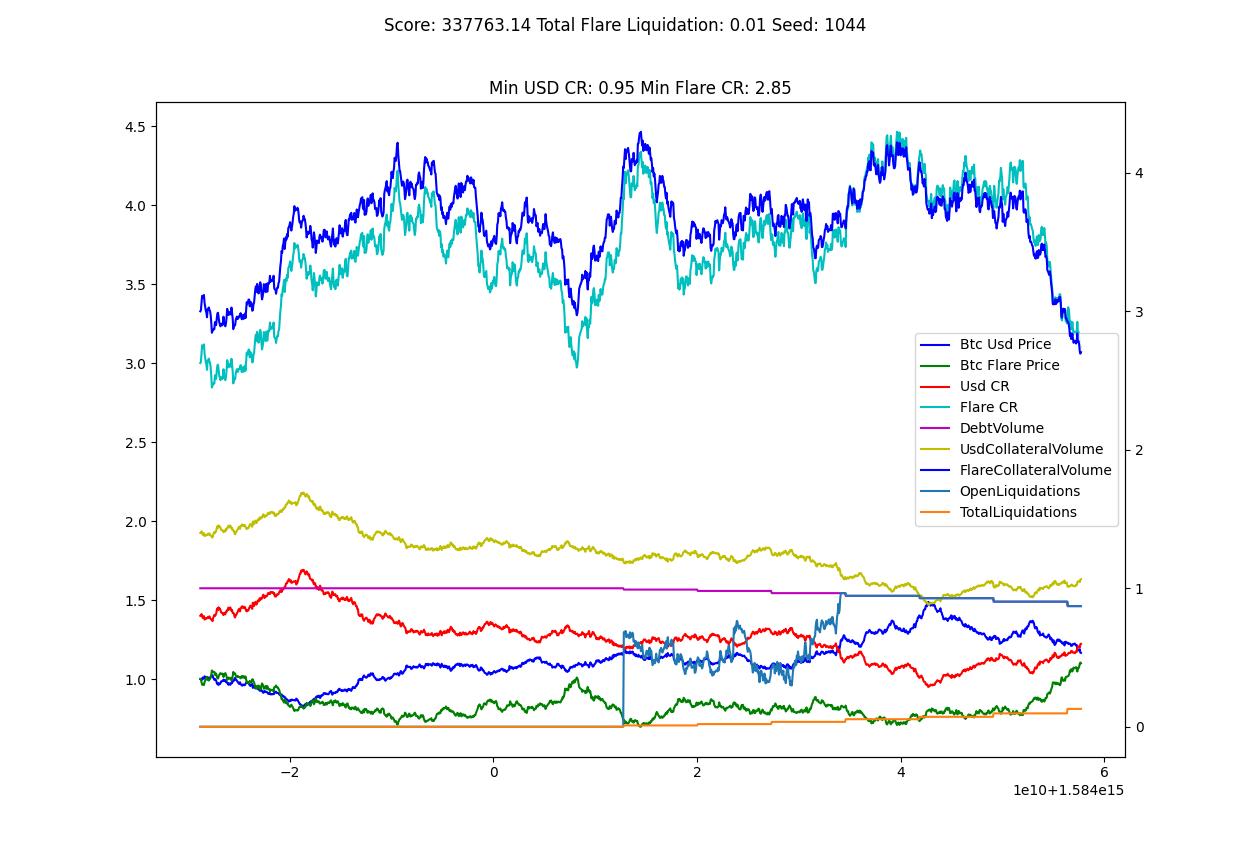 Score: 337763.14 Total Flare Liquidation: 0.01 Seed: 1044
Min USD CR: 0.95 Min Flare CR: 2.85
4.5
4.0
3.5
3.0
2.5
2.0
1.5
1.0
4
3
2
1
0
Btc Usd Price
Btc Flare Price
Usd CR
Flare CR
DebtVolume
UsdCollateralVolume
FlareCollateralVolume
OpenLiquidations
TotalLiquidations
−2 0 2 4 6
1e10+1.584e15